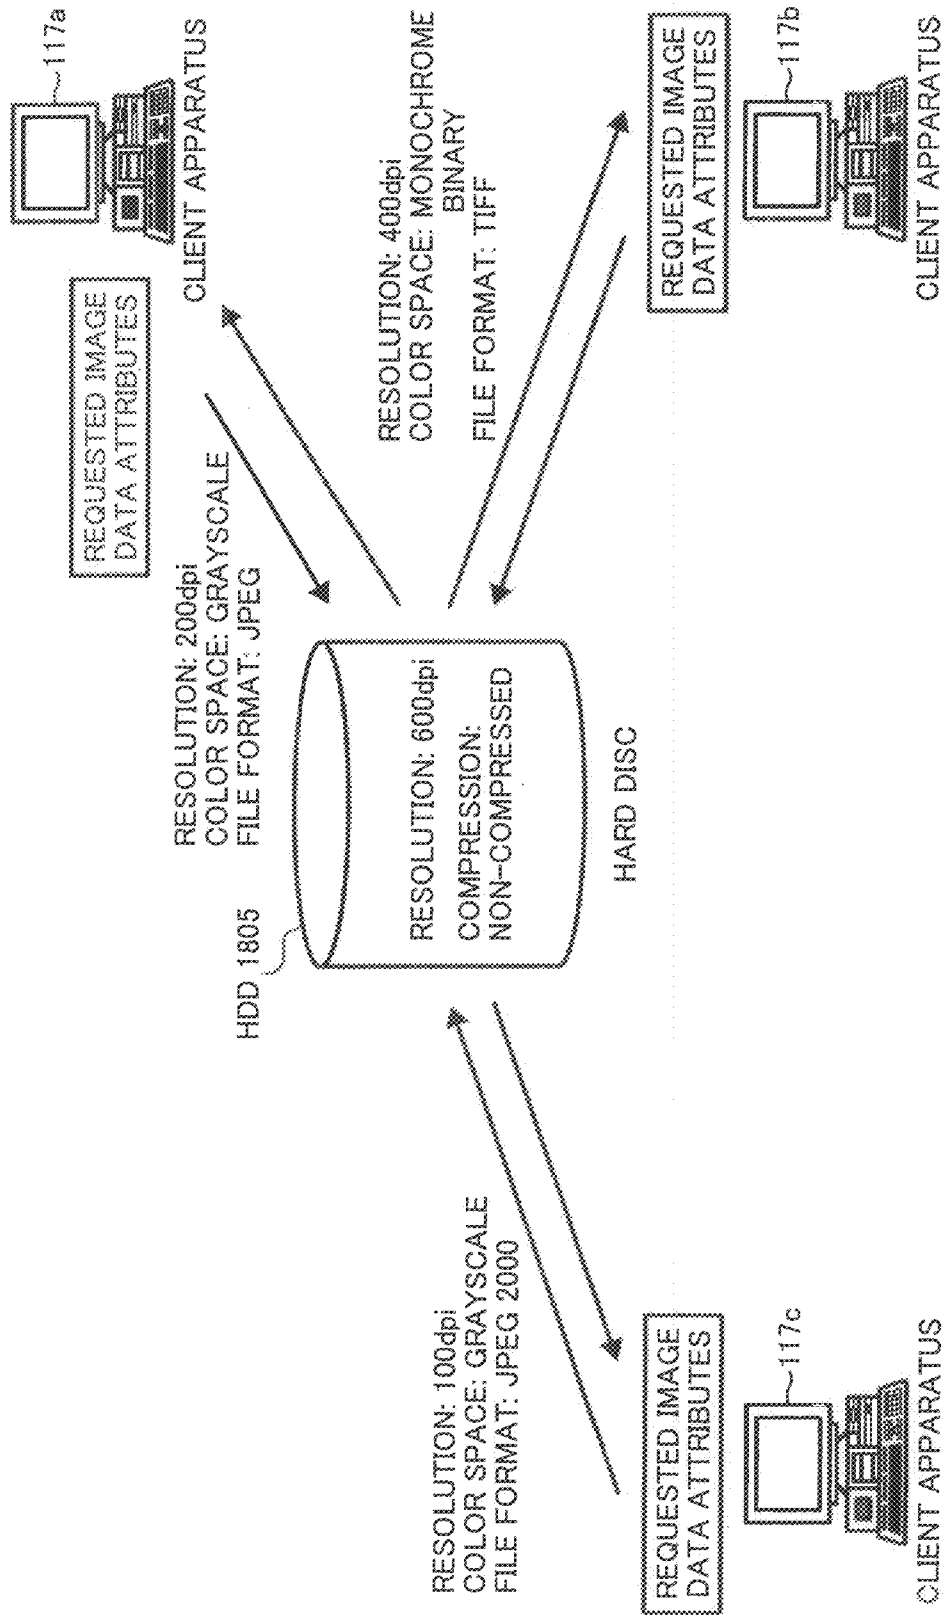 REQUESTED IMAGE
DATA ATTRIBUTES
117a
CLIENT APPARATUS
RESOLUTION: 200dpi
COLOR SPACE: GRAYSCALE
FILE FORMAT: JPEG
HDD 1805
RESOLUTION: 600dpi
COMPRESSION:
NON-COMPRESSED
HARD DISC
RESOLUTION: 400dpi
COLOR SPACE: MONOCHROME
BINARY
FILE FORMAT: TIFF
REQUESTED IMAGE
DATA ATTRIBUTES
117b
CLIENT APPARATUS
RESOLUTION: 100dpi
COLOR SPACE: GRAYSCALE
FILE FORMAT: JPEG 2000
REQUESTED IMAGE
DATA ATTRIBUTES
117c
CLIENT APPARATUS